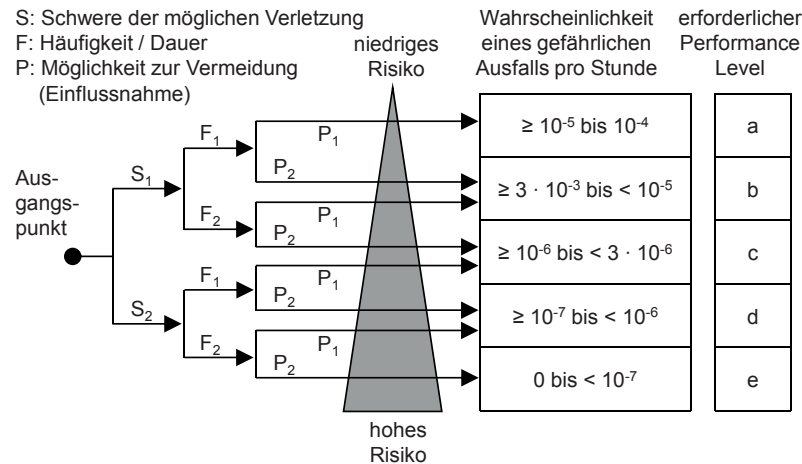 S: Schwere der möglichen Verletzung
F: Häufigkeit / Dauer
P: Möglichkeit zur Vermeidung
(Einflussnahme)
niedriges
Risiko
Wahrscheinlichkeit
eines gefährlichen
Ausfalls pro Stunde
erforderlicher
Performance
Level
Aus-
gangs-
punkt
S₁
F₁
P₁
P₂
F₂
P₁
P₂
S₂
F₁
P₁
P₂
F₂
P₁
P₂
≥ 10⁻⁵ bis 10⁻⁴
a
≥ 3 · 10⁻³ bis < 10⁻⁵
b
≥ 10⁻⁶ bis < 3 · 10⁻⁶
c
≥ 10⁻⁷ bis < 10⁻⁶
d
0 bis < 10⁻⁷
e
hohes
Risiko